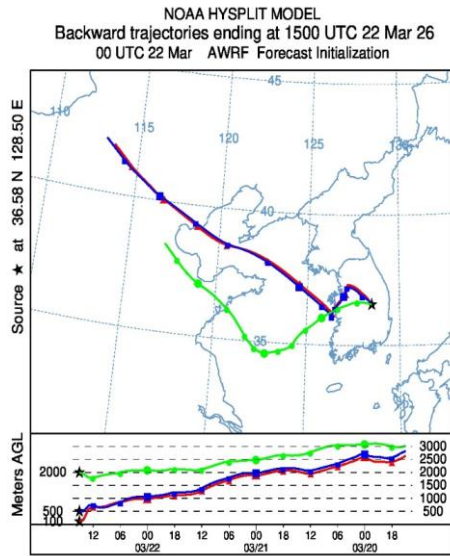 NOAA HYSPLIT MODEL
Backward trajectories ending at 1500 UTC 22 Mar 26
00 UTC 22 Mar AWRF Forecast Initialization
Source ★ at 36.58 N 128.50 E
110
115
120
125
130
45
40
35
Meters AGL
2000
500
100
3000
2500
2000
1500
1000
500
12 06 00 18 12 06 00 18 12 06 00 18
03/22 03/21 03/20